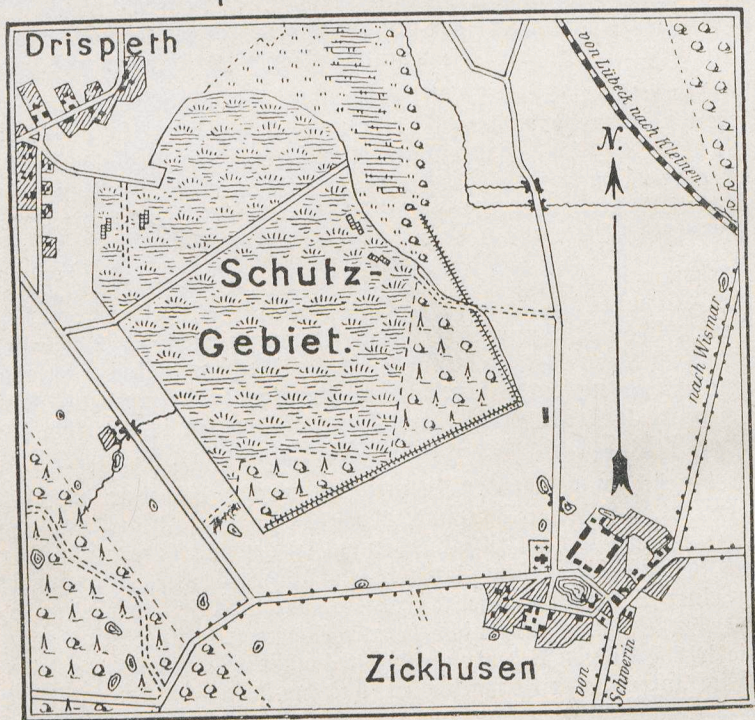 Drispeth
von Lübeck nach Kleinen
N.
Schutz-
Gebiet.
nach Wismar
Zickhusen
von
Schwerin